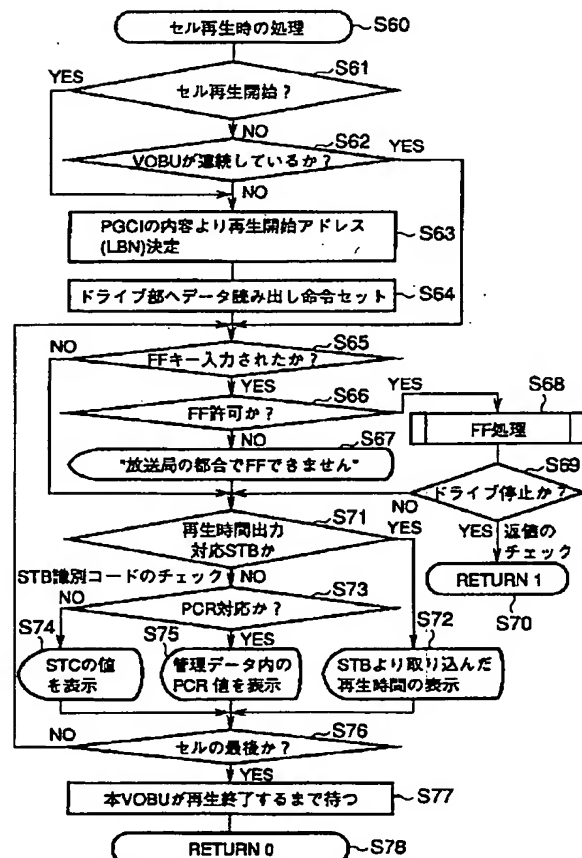 セル再生時の処理
S60
S61
YES
セル再生開始?
NO
S62
YES
VOBUが連続しているか?
NO
PGCIの内容より再生開始アドレス
(LBN)決定
S63
ドライブ部へデータ読み出し命令セット
S64
NO
S65
FFキー入力されたか?
YES
S66
YES
FF許可か?
S68
FF処理
NO
S67
"放送局の都合でFFできません"
S69
ドライブ停止か?
NO
YES
返値の
チェック
RETURN 1
S70
S71
再生時間出力
対応STBか
YES
STB識別コードのチェック
NO
S73
NO
PCR対応か?
S74
S75
YES
S72
STCの値
を表示
管理データ内の
PCR 値を表示
STBより取り込んだ
再生時間の表示
NO
S76
セルの最後か?
YES
本VOBUが再生終了するまで待つ
S77
RETURN 0
S78